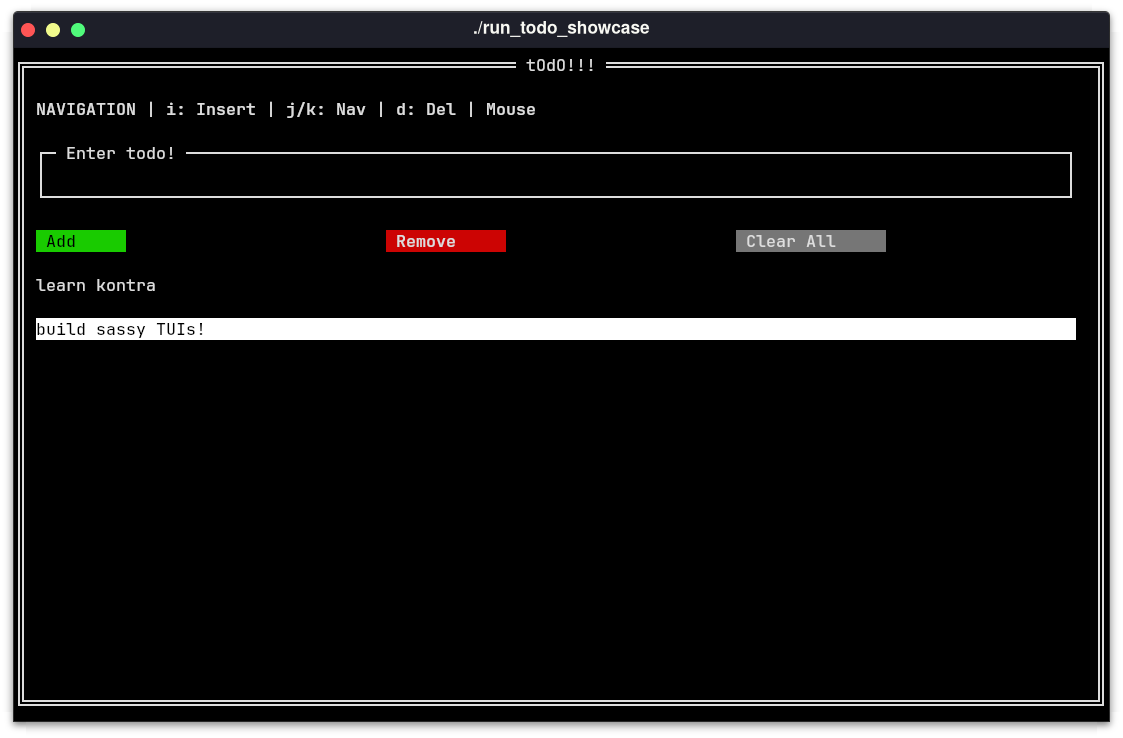 ./run_todo_showcase
tOdO!!!
NAVIGATION | i: Insert | j/k: Nav | d: Del | Mouse
Enter todo!
Add Remove Clear All
learn kontra
build sassy TUIs!